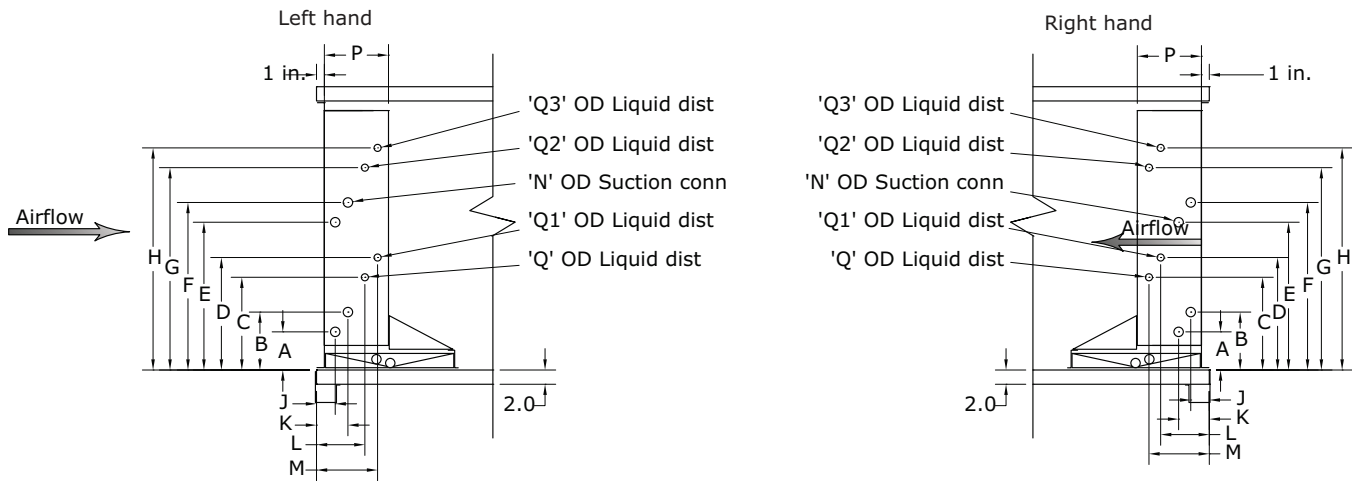 Left hand
P
1 in.
'Q3' OD Liquid dist
'Q2' OD Liquid dist
'N' OD Suction conn
'Q1' OD Liquid dist
'Q' OD Liquid dist
Airflow
H
G
F
E
D
C
B
A
J
K
L
M
2.0
Right hand
P
1 in.
'Q3' OD Liquid dist
'Q2' OD Liquid dist
'N' OD Suction conn
'Q1' OD Liquid dist
'Q' OD Liquid dist
Airflow
H
G
F
E
D
C
B
A
J
K
L
M
2.0